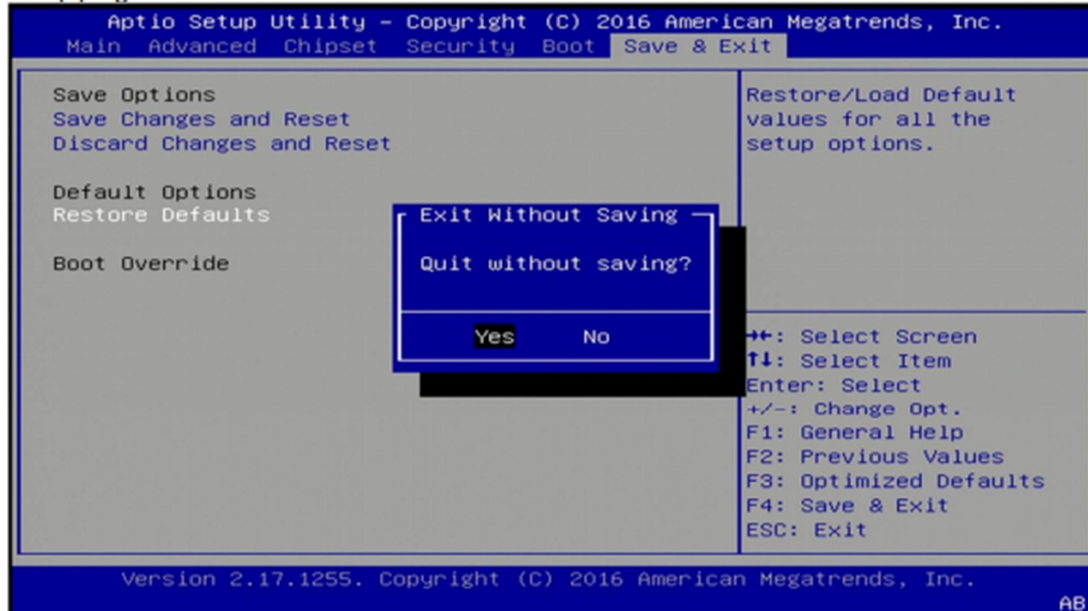 Aptio Setup Utility – Copyright (C) 2016 American Megatrends, Inc.
Main Advanced Chipset Security Boot Save & Exit
Save Options
Save Changes and Reset
Discard Changes and Reset
Default Options
Restore Defaults
Boot Override
Exit Without Saving
Quit without saving?
Yes No
Restore/Load Default
values for all the
setup options.
→←: Select Screen
↑↓: Select Item
Enter: Select
+/-: Change Opt.
F1: General Help
F2: Previous Values
F3: Optimized Defaults
F4: Save & Exit
ESC: Exit
Version 2.17.1255. Copyright (C) 2016 American Megatrends, Inc.
AB